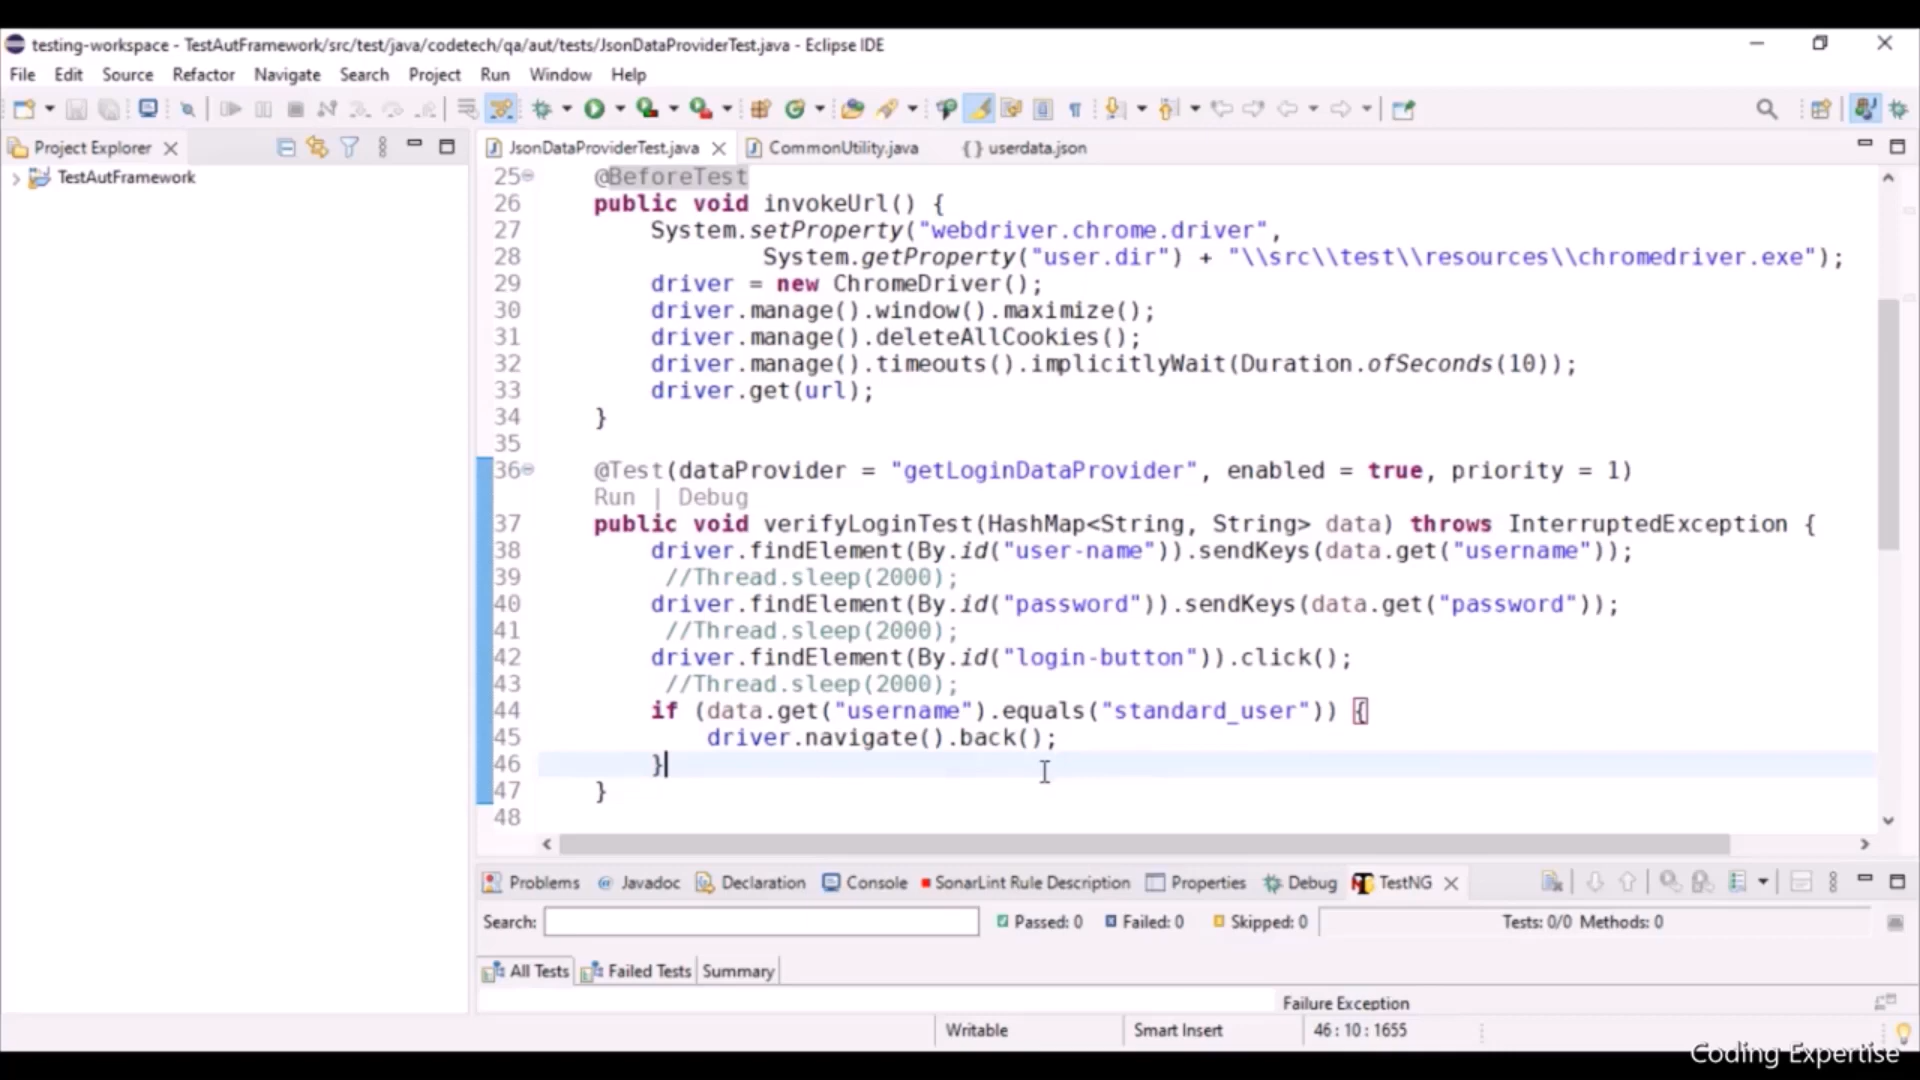 testing-workspace - TestAutFramework/src/test/java/codetech/qa/aut/tests/JsonDataProviderTest.java - Eclipse IDE
File Edit Source Refactor Navigate Search Project Run Window Help
Project Explorer
JsonDataProviderTest.java CommonUtility.java {} userdata.json
TestAutFramework
25 @BeforeTest
26 public void invokeUrl() {
27 System.setProperty("webdriver.chrome.driver",
28 System.getProperty("user.dir") + "\\src\\test\\resources\\chromedriver.exe");
29 driver = new ChromeDriver();
30 driver.manage().window().maximize();
31 driver.manage().deleteAllCookies();
32 driver.manage().timeouts().implicitlyWait(Duration.ofSeconds(10));
33 driver.get(url);
34 }
35
36 @Test(dataProvider = "getLoginDataProvider", enabled = true, priority = 1)
Run | Debug
37 public void verifyLoginTest(HashMap<String, String> data) throws InterruptedException {
38 driver.findElement(By.id("user-name")).sendKeys(data.get("username"));
39 //Thread.sleep(2000);
40 driver.findElement(By.id("password")).sendKeys(data.get("password"));
41 //Thread.sleep(2000);
42 driver.findElement(By.id("login-button")).click();
43 //Thread.sleep(2000);
44 if (data.get("username").equals("standard_user")) {
45 driver.navigate().back();
46 }
47 }
48
Problems Javadoc Declaration Console SonarLint Rule Description Properties Debug TestNG
Search: Passed: 0 Failed: 0 Skipped: 0 Tests: 0/0 Methods: 0
All Tests Failed Tests Summary
Failure Exception
Writable Smart Insert 46 : 10 : 1655
Coding Expertise